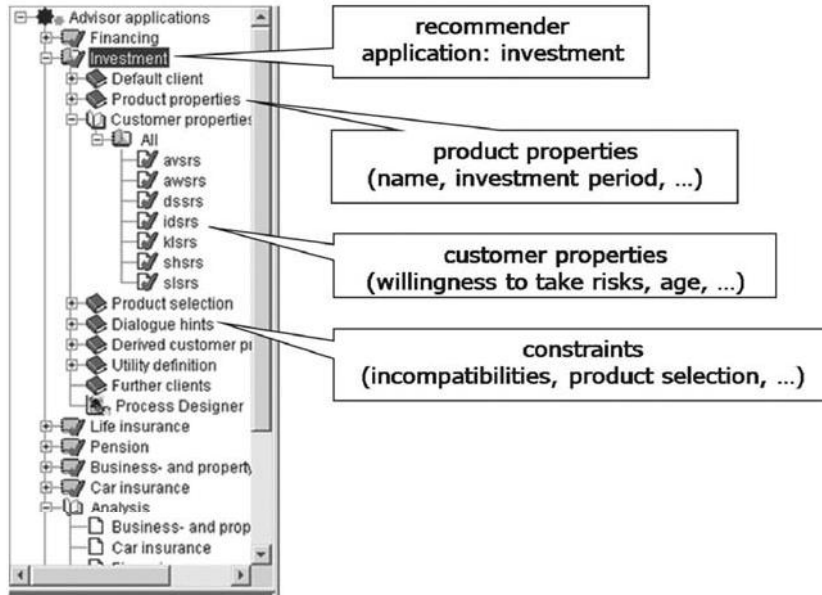 Advisor applications
Financing
Investment
Default client
Product properties
Customer properties
All
avsrs
awsrs
dssrs
idsrs
klsrs
shsrs
slsrs
Product selection
Dialogue hints
Derived customer pr
Utility definition
Further clients
Process Designer
Life insurance
Pension
Business- and property
Car insurance
Analysis
Business- and prop
Car insurance
recommender
application: investment
product properties
(name, investment period, ...)
customer properties
(willingness to take risks, age, ...)
constraints
(incompatibilities, product selection, ...)